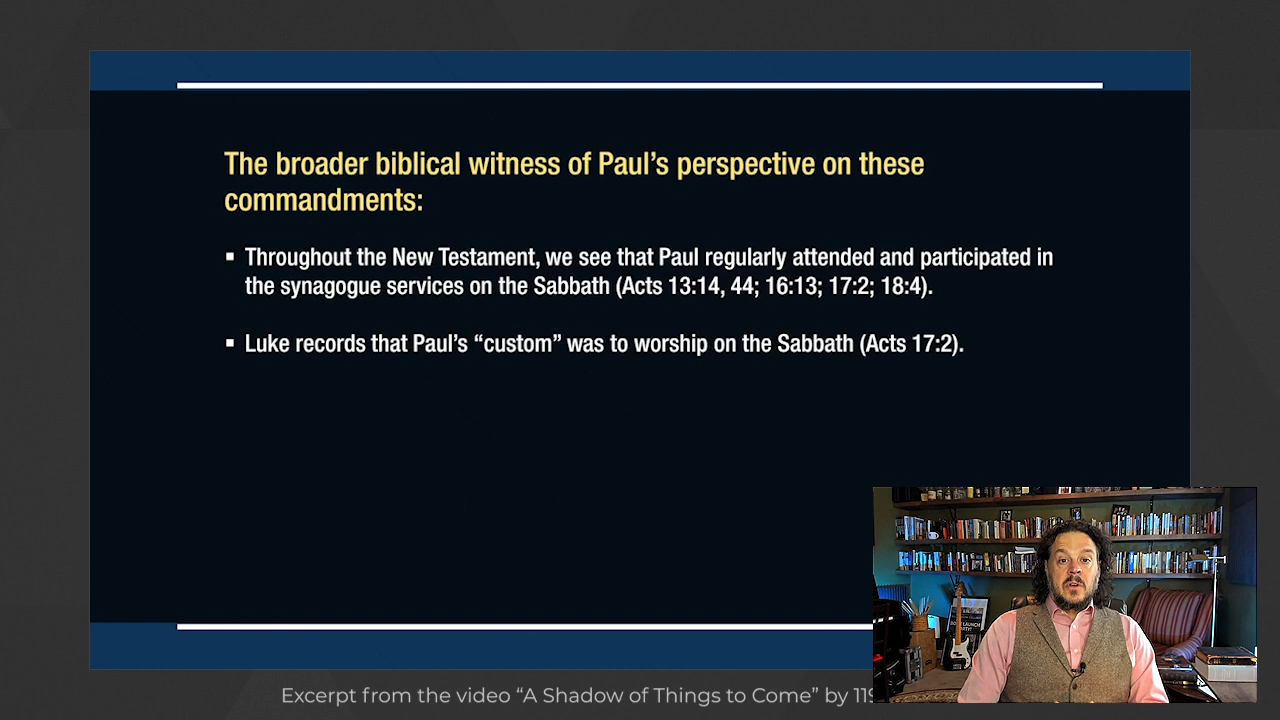 The broader biblical witness of Paul’s perspective on these
commandments:
▪ Throughout the New Testament, we see that Paul regularly attended and participated in
the synagogue services on the Sabbath (Acts 13:14, 44; 16:13; 17:2; 18:4).
▪ Luke records that Paul’s “custom” was to worship on the Sabbath (Acts 17:2).
Excerpt from the video “A Shadow of Things to Come” by 119